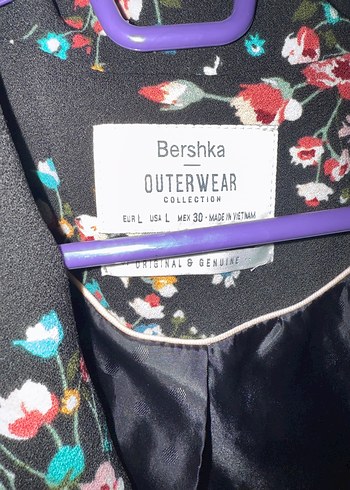 Bershka
OUTERWEAR
COLLECTION
EUR L USA L MEX 30 - MADE IN VIETNAM
ORIGINAL & GENUINE